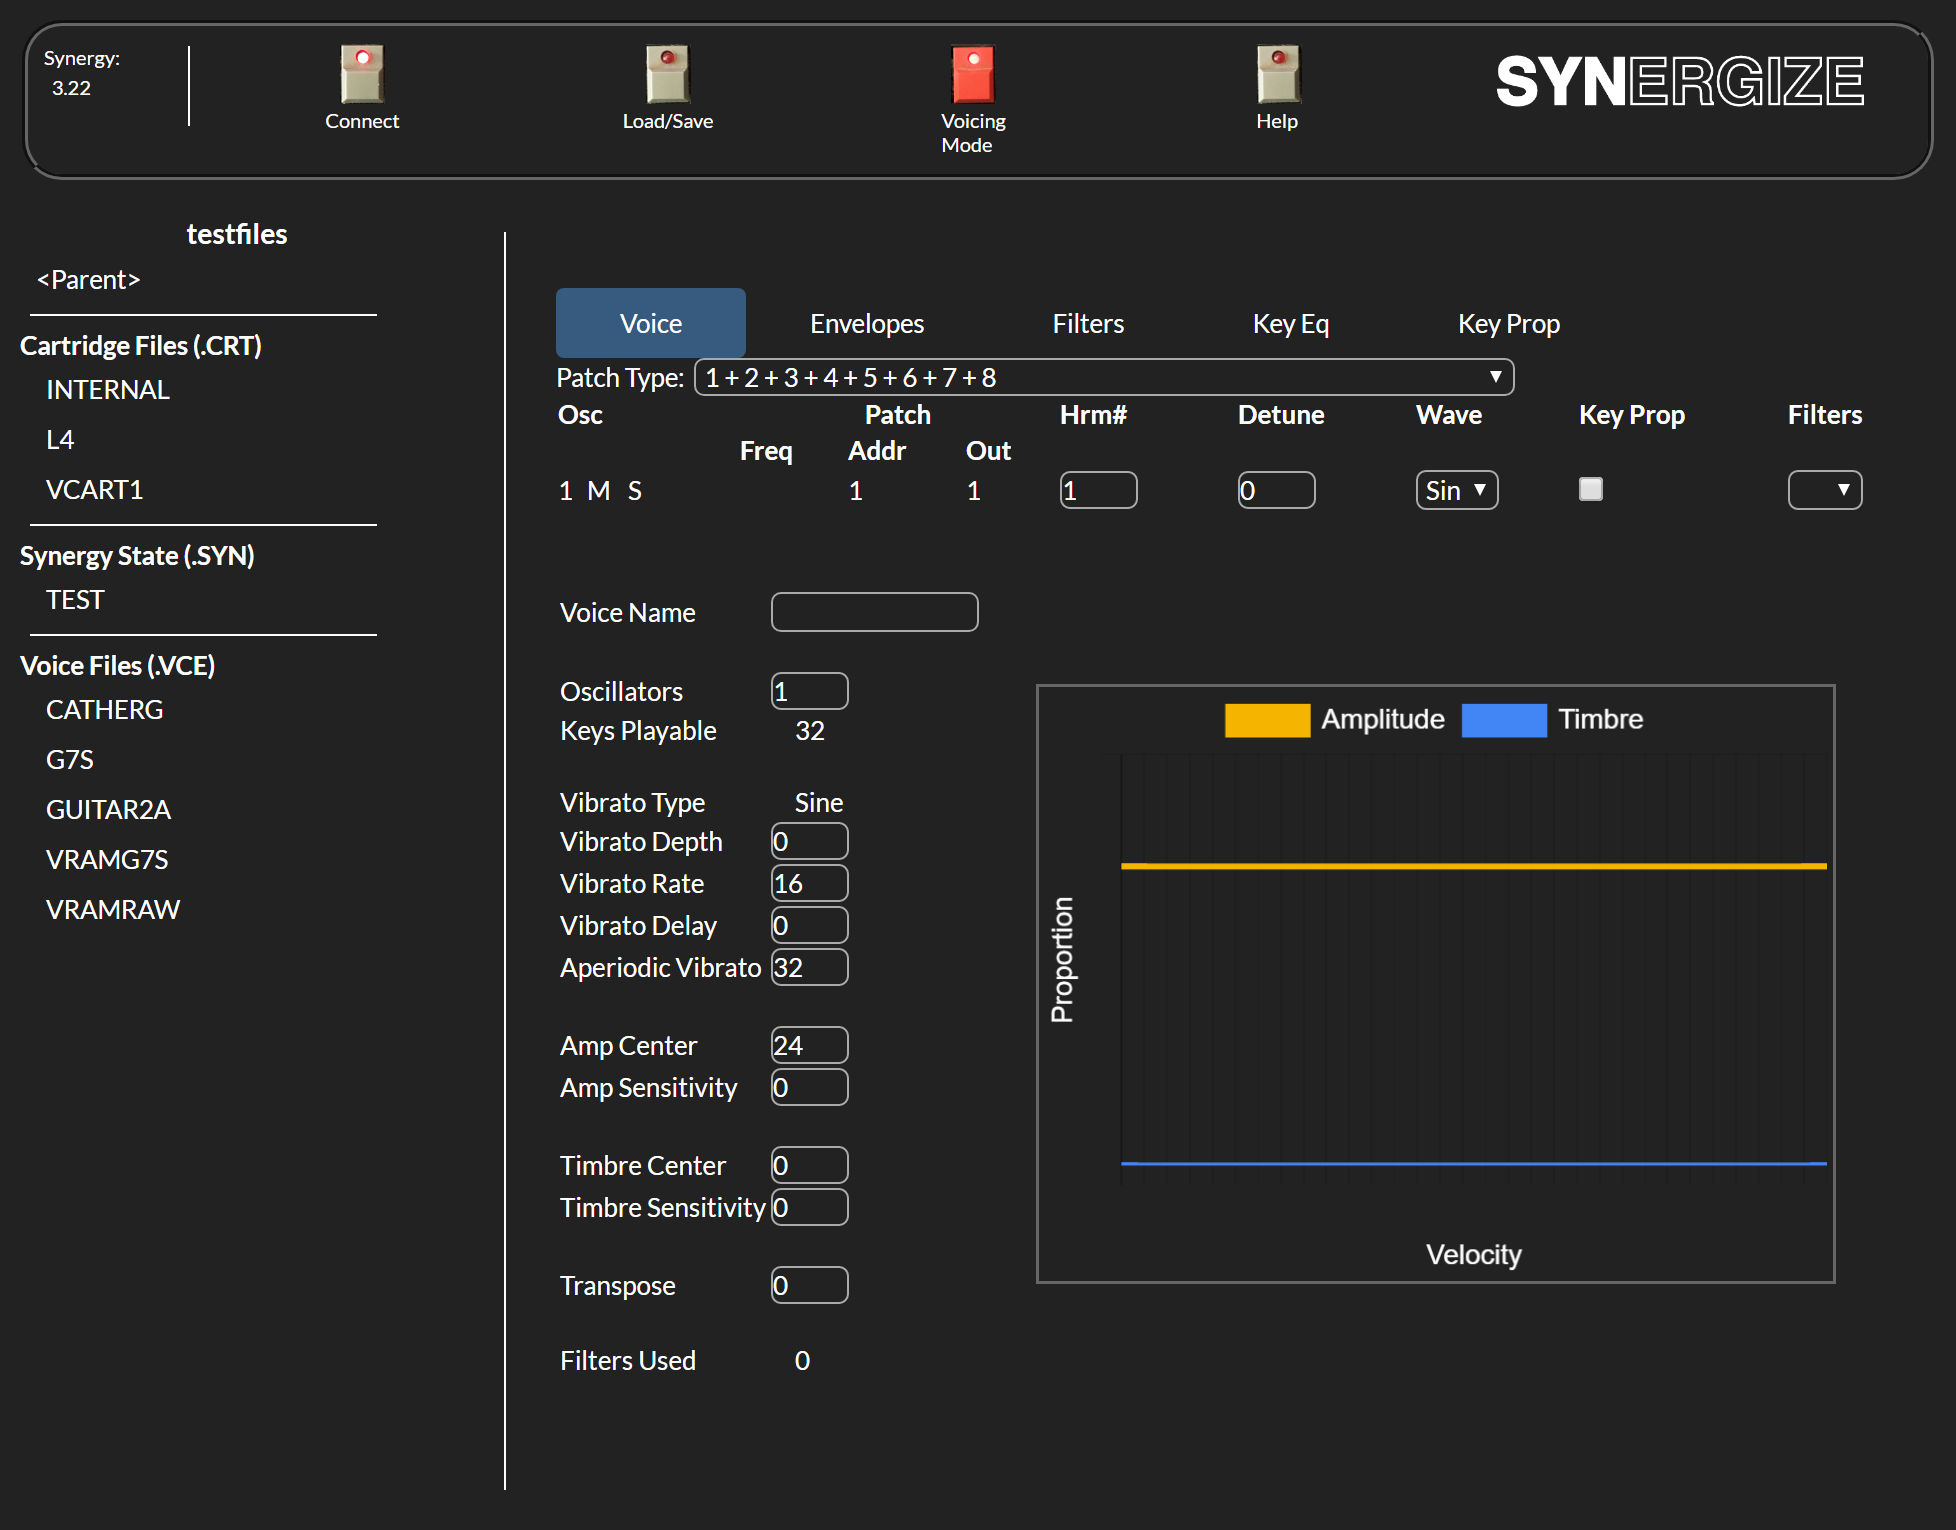 Synergy:
3.22
Connect
Load/Save
Voicing
Mode
Help
SYNERGIZE
testfiles
<Parent>
Cartridge Files (.CRT)
INTERNAL
L4
VCART1
Synergy State (.SYN)
TEST
Voice Files (.VCE)
CATHERG
G7S
GUITAR2A
VRAMG7S
VRAMRAW
Voice Envelopes Filters Key Eq Key Prop
Patch Type: 1 + 2 + 3 + 4 + 5 + 6 + 7 + 8
Osc Patch Hrm# Detune Wave Key Prop Filters
Freq Addr Out
1 M S 1 1 1 0 Sin
Voice Name
Oscillators 1
Keys Playable 32
Vibrato Type Sine
Vibrato Depth 0
Vibrato Rate 16
Vibrato Delay 0
Aperiodic Vibrato 32
Amp Center 24
Amp Sensitivity 0
Timbre Center 0
Timbre Sensitivity 0
Transpose 0
Filters Used 0
Amplitude Timbre
Proportion
Velocity